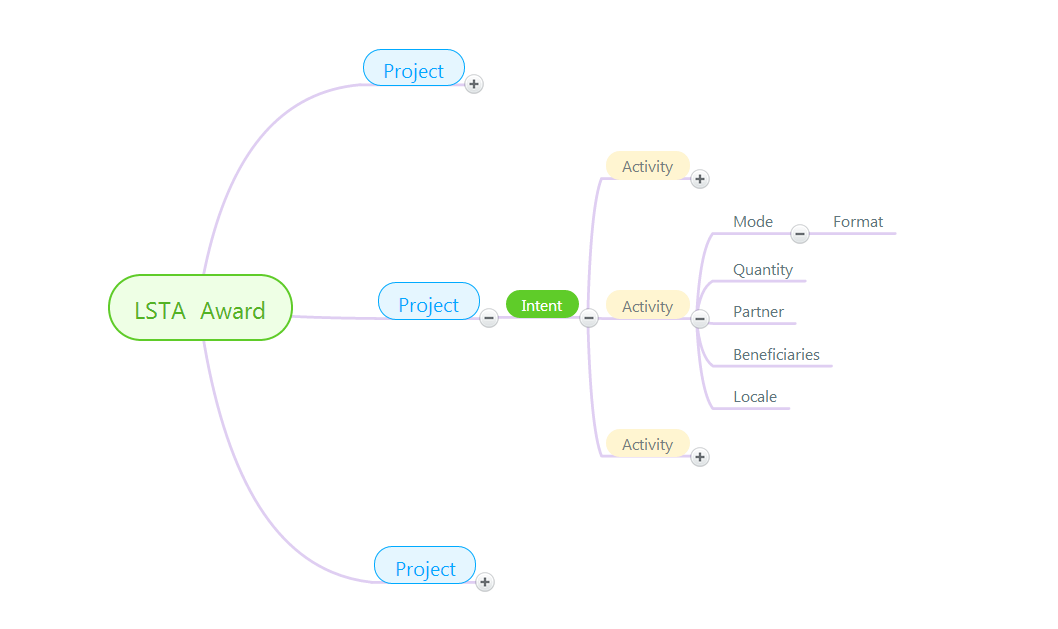 Project
Activity
Mode
Format
Quantity
LSTA Award
Project
Intent
Activity
Partner
Beneficiaries
Locale
Activity
Project